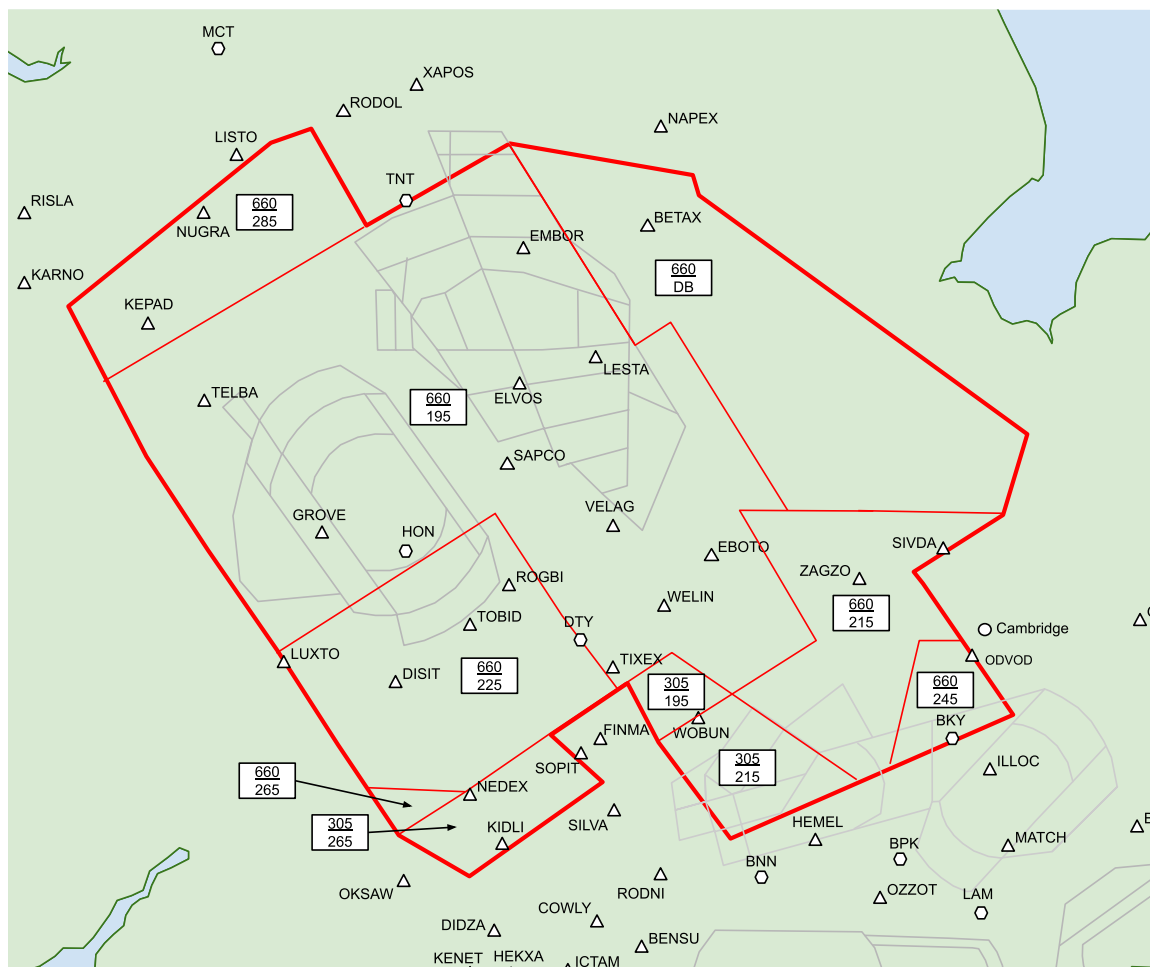 MCT
XAPOS
RODOL
NAPEX
LISTO
TNT
RISLA
660
285
NUGRA
BETAX
EMBOR
KARNO
660
DB
KEPAD
LESTA
TELBA
ELVOS
660
195
SAPCO
VELAG
GROVE
HON
EBOTO
SIVDA
ZAGZO
ROGBI
WELIN
660
215
TOBID
DTY
Cambridge
LUXTO
TIXEX
ODVOD
DISIT
660
225
305
195
660
245
WOBUN
BKY
FINMA
SOPIT
305
215
ILLOC
660
265
NEDEX
305
265
KIDLI
SILVA
HEMEL
MATCH
BPK
BNN
OKSAW
RODNI
OZZOT
LAM
COWLY
DIDZA
BENSU
KENET
HEKXA
ICTAM